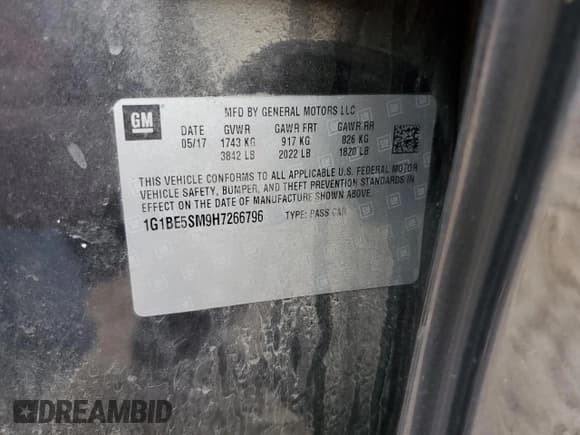 GM
MFD BY GENERAL MOTORS LLC
DATE GVWR GAWR FRT GAWR RR
05/17 1743 KG 917 KG 826 KG
3842 LB 2022 LB 1820 LB
THIS VEHICLE CONFORMS TO ALL APPLICABLE U.S. FEDERAL MOTOR
VEHICLE SAFETY, BUMPER, AND THEFT PREVENTION STANDARDS IN
EFFECT ON THE DATE OF MANUFACTURE SHOWN ABOVE.
1G1BE5SM9H7266796 TYPE: PASS CAR
DREAMBID